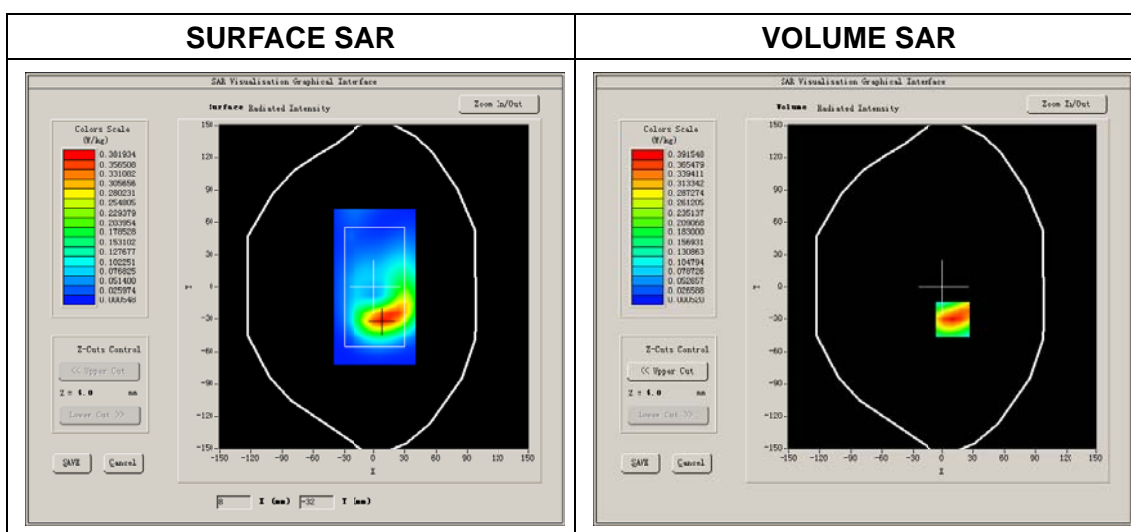 SURFACE SAR
SAR Visualisation Graphical Interface
Surface Radiated Intensity
Zoom In/Out
Colors Scale
(W/kg)
0.381934
0.356508
0.331082
0.305656
0.280231
0.254805
0.229379
0.203954
0.178528
0.153102
0.127677
0.102251
0.076825
0.051400
0.025974
0.000548
Z-Cuts Control
<< Upper Cut
Z = 4.0 mm
Lower Cut >>
SAVE Cancel
150
120
90
60
30
0
-30
-60
-90
-120
-150
Y
-150 -120 -90 -60 -30 0 30 60 90 120 150
X
8 X (mm) -32 Y (mm)
VOLUME SAR
SAR Visualisation Graphical Interface
Volume Radiated Intensity
Zoom In/Out
Colors Scale
(W/kg)
0.391548
0.365479
0.339411
0.313342
0.287274
0.261205
0.235137
0.209068
0.183000
0.156931
0.130863
0.104794
0.078726
0.052657
0.026588
0.000520
Z-Cuts Control
<< Upper Cut
Z = 4.0 mm
Lower Cut >>
SAVE Cancel
150
120
90
60
30
0
-30
-60
-90
-120
-150
Y
-150 -120 -90 -60 -30 0 30 60 90 120 150
X